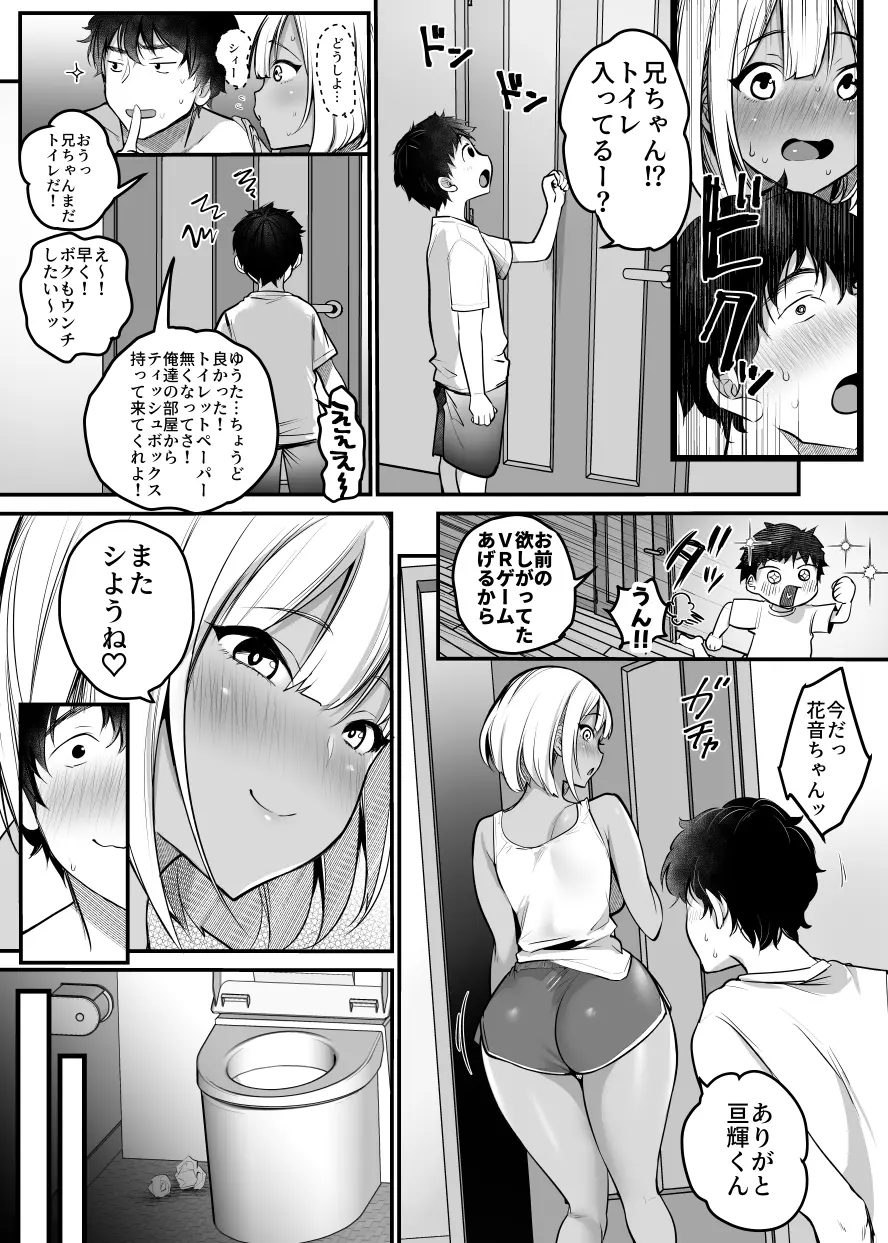 ビクッ
兄ちゃん!?
トイレ
入ってるー?
ドンドン
どうしよ…
シィー
おうっ
兄ちゃんまだ
トイレだ！
え～！
早く！
ボクもウンチ
したい～ッ
ゆうた…ちょうど
良かった！
トイレットペーパー
無くなってさ！
俺達の部屋から
ティッシュボックス
持って来てくれよ！
えぇえ～
お前の
欲しがってた
VRゲーム
あげるから
うん!!
ダッ
今だっ
花音ちゃんッ
ガチャ
ありがと
亘輝くん
また
シようね♡